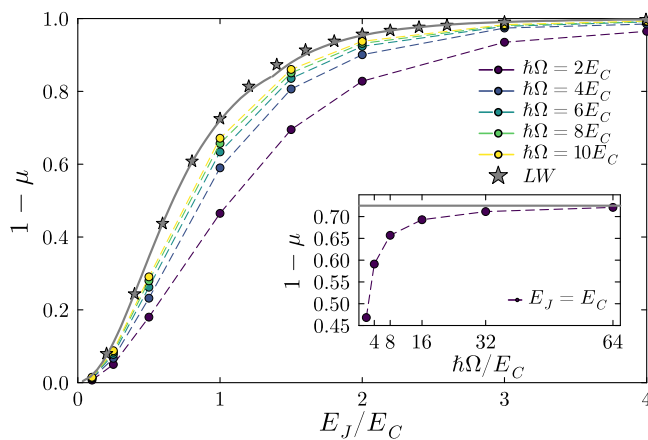 1.0
0.8
0.6
0.4
0.2
0.0
1 − μ
0
1
2
3
4
E_J/E_C
ħΩ = 2E_C
ħΩ = 4E_C
ħΩ = 6E_C
ħΩ = 8E_C
ħΩ = 10E_C
LW
0.70
0.65
0.60
0.55
0.50
0.45
1 − μ
E_J = E_C
4 8 16 32 64
ħΩ/E_C